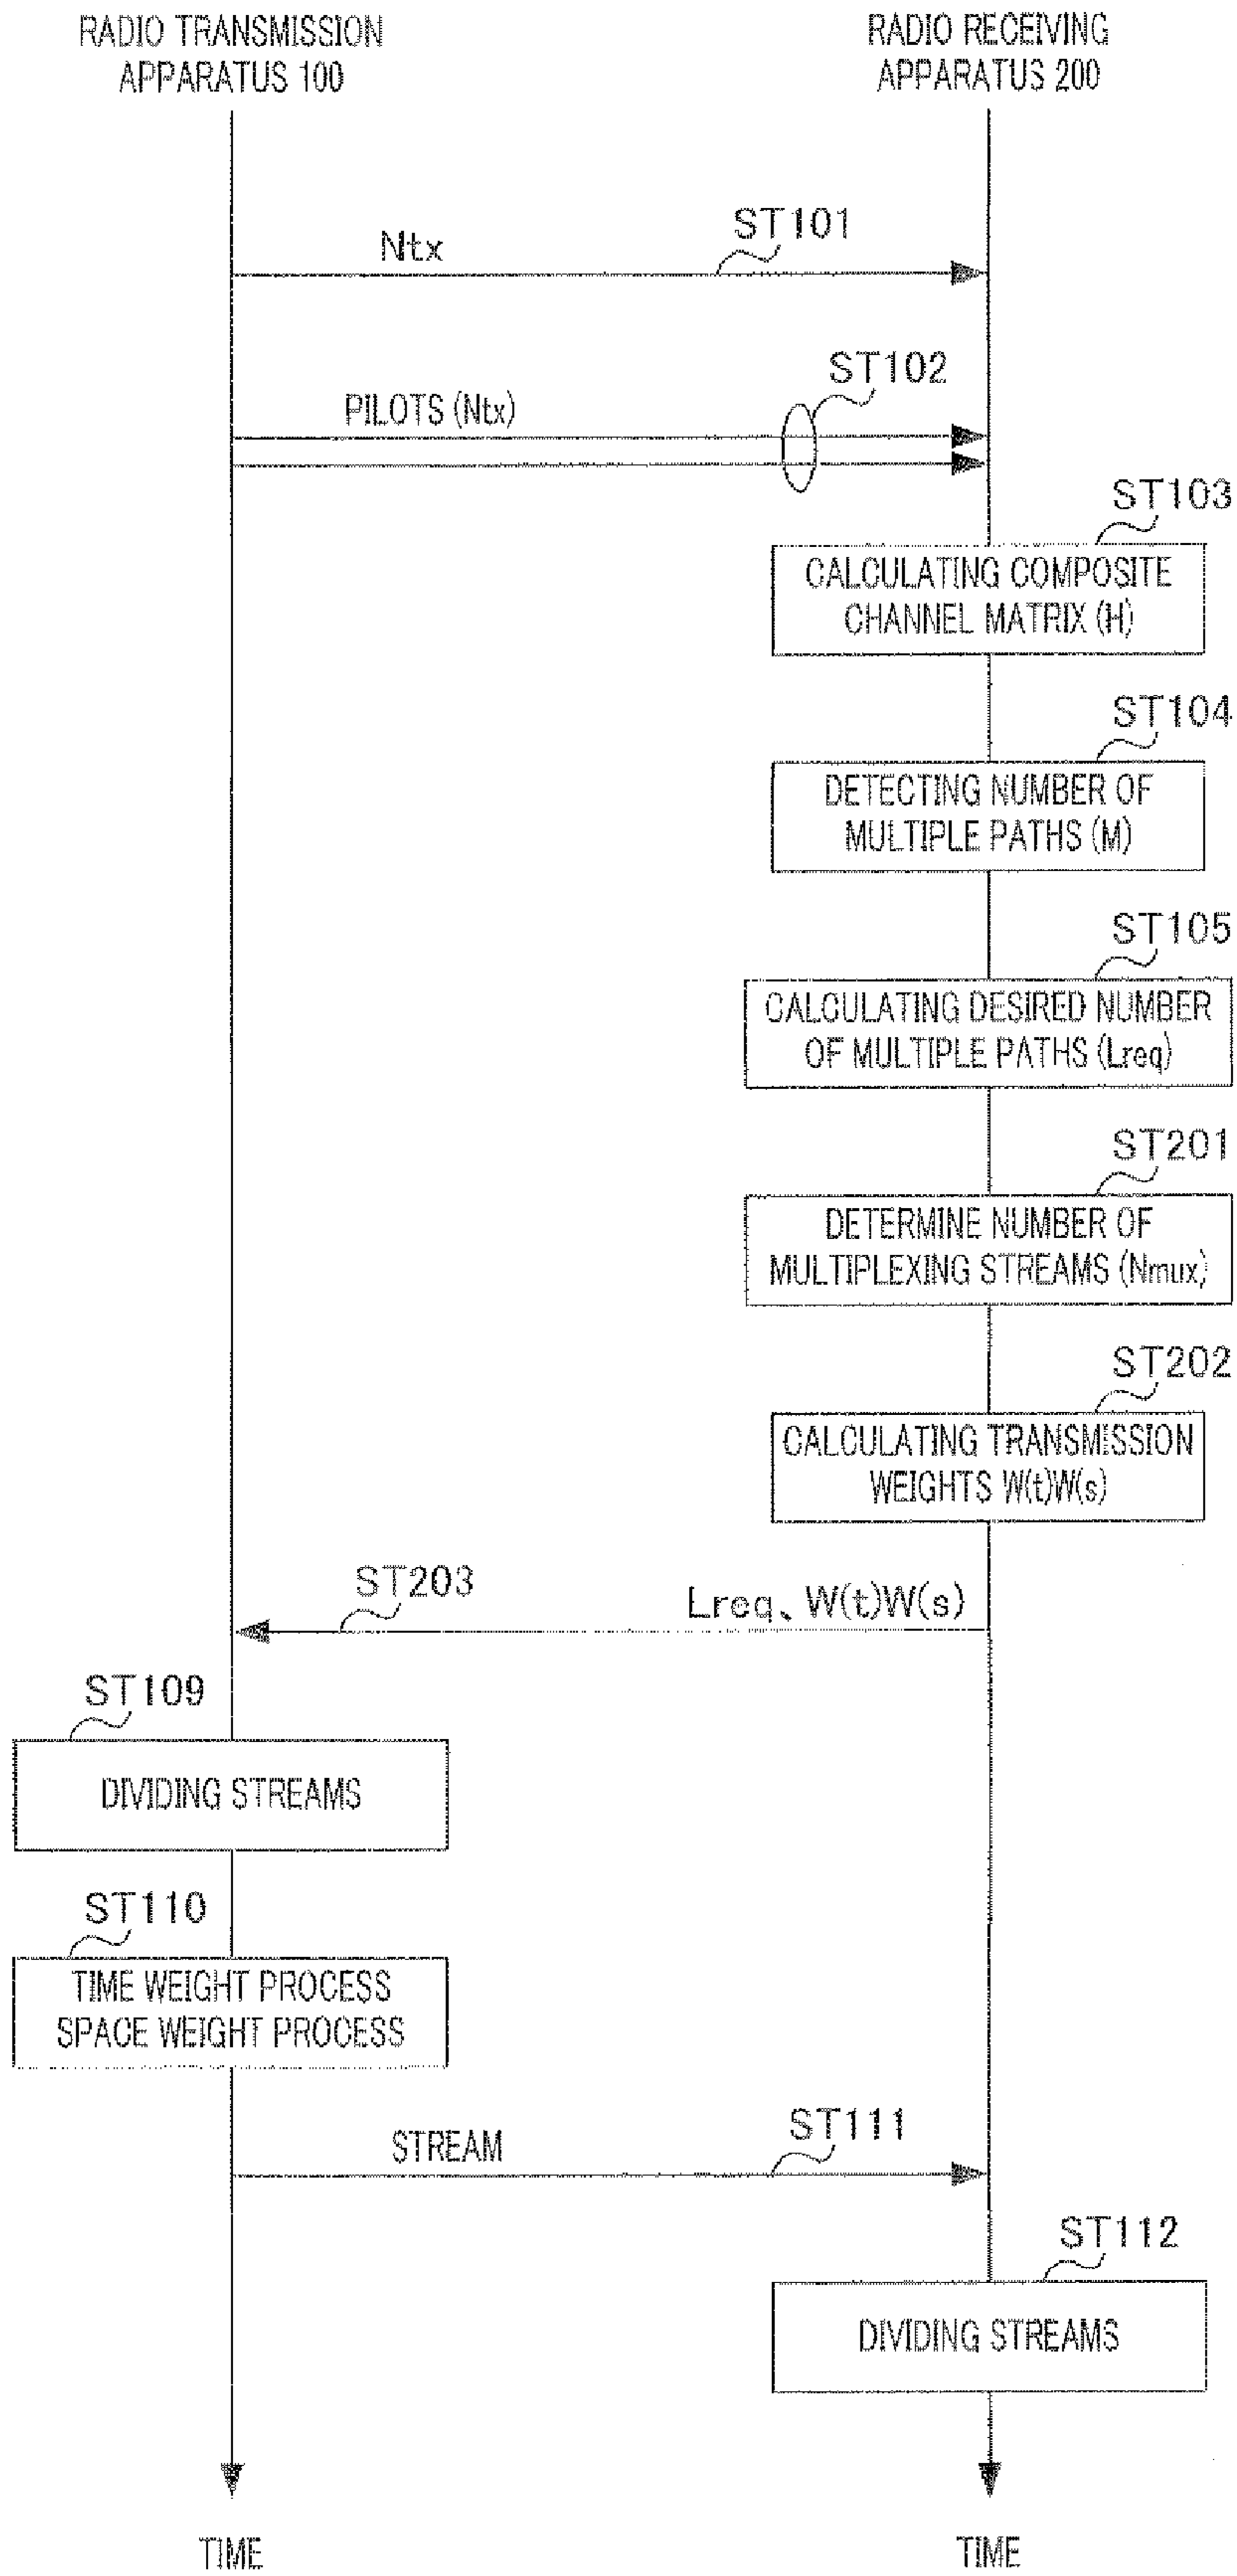 RADIO TRANSMISSION
APPARATUS 100
RADIO RECEIVING
APPARATUS 200
ST101
Ntx
ST102
PILOTS (Ntx)
ST103
CALCULATING COMPOSITE
CHANNEL MATRIX (H)
ST104
DETECTING NUMBER OF
MULTIPLE PATHS (M)
ST105
CALCULATING DESIRED NUMBER
OF MULTIPLE PATHS (Lreq)
ST201
DETERMINE NUMBER OF
MULTIPLEXING STREAMS (Nmux)
ST202
CALCULATING TRANSMISSION
WEIGHTS W(t)W(s)
ST203
Lreq、W(t)W(s)
ST109
DIVIDING STREAMS
ST110
TIME WEIGHT PROCESS
SPACE WEIGHT PROCESS
ST111
STREAM
ST112
DIVIDING STREAMS
TIME
TIME